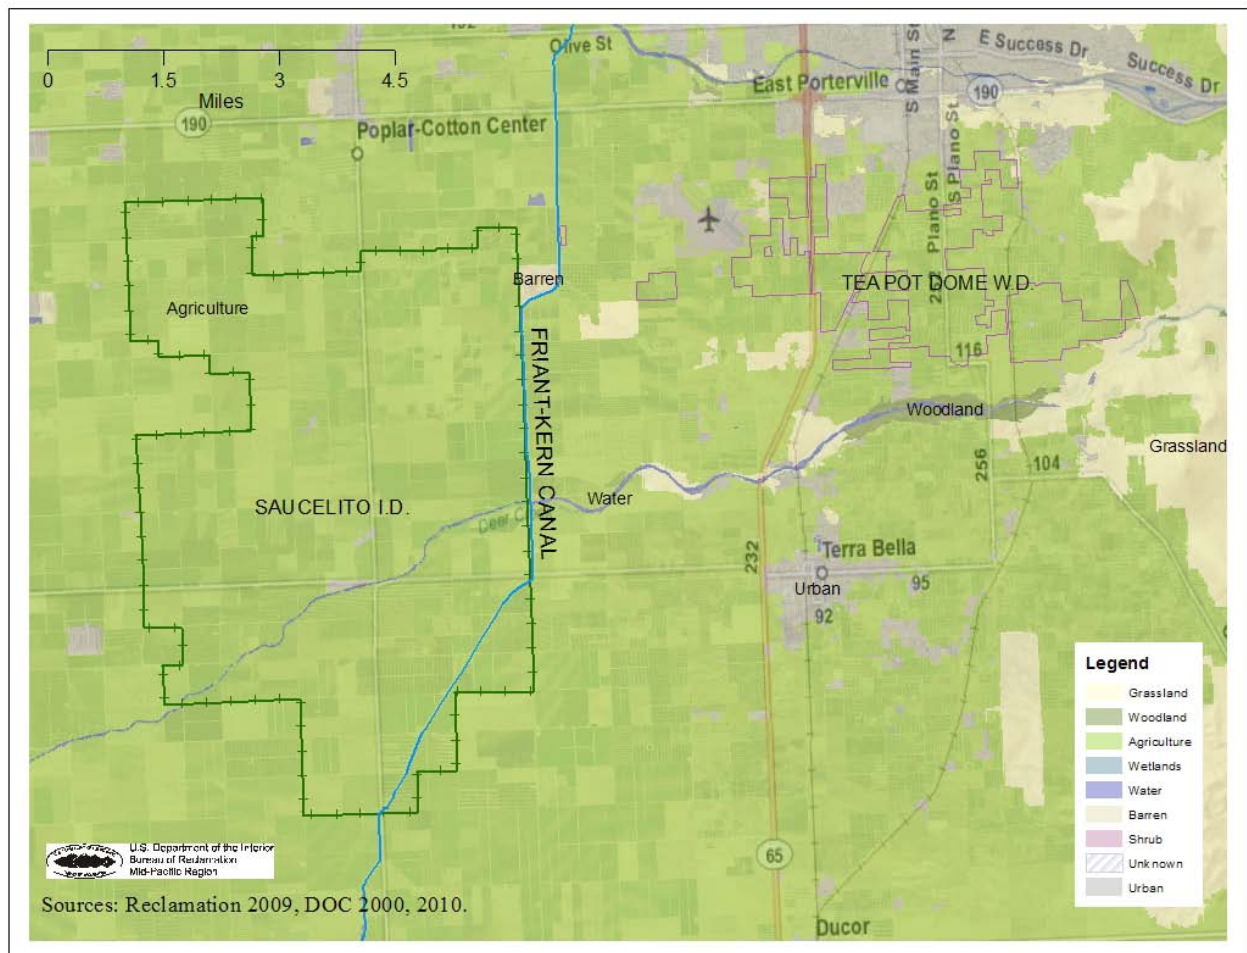 192
Olive St
S Main St
N
E Success Dr
Success Dr
0 1.5 3 4.5
Miles
East Porterville
190
190
Poplar-Cotton Center
S Plano St
Plano St
252
Barren
TEA POT DOME W.D.
Agriculture
FRIANT-KERN CANAL
116
Woodland
Grassland
256
104
Water
SAUCELITO I.D.
Deer C
232
Terra Bella
Urban
95
92
65
Ducor
Legend
Grassland
Woodland
Agriculture
Wetlands
Water
Barren
Shrub
Unknown
Urban
U.S. Department of the Interior
Bureau of Reclamation
Mid-Pacific Region
Sources: Reclamation 2009, DOC 2000, 2010.